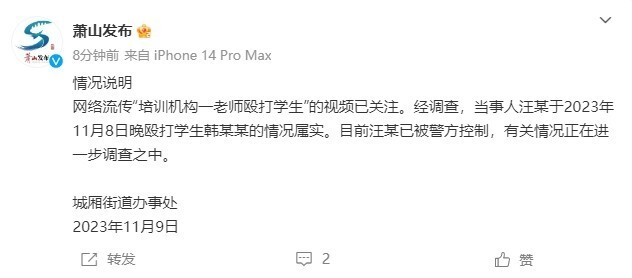 萧山发布
8分钟前 来自 iPhone 14 Pro Max
萧山发布
情况说明
网络流传“培训机构一老师殴打学生”的视频已关注。经调查，当事人汪某于2023年
11月8日晚殴打学生韩某某的情况属实。目前汪某已被警方控制，有关情况正在进
一步调查之中。
城厢街道办事处
2023年11月9日
转发
2
赞